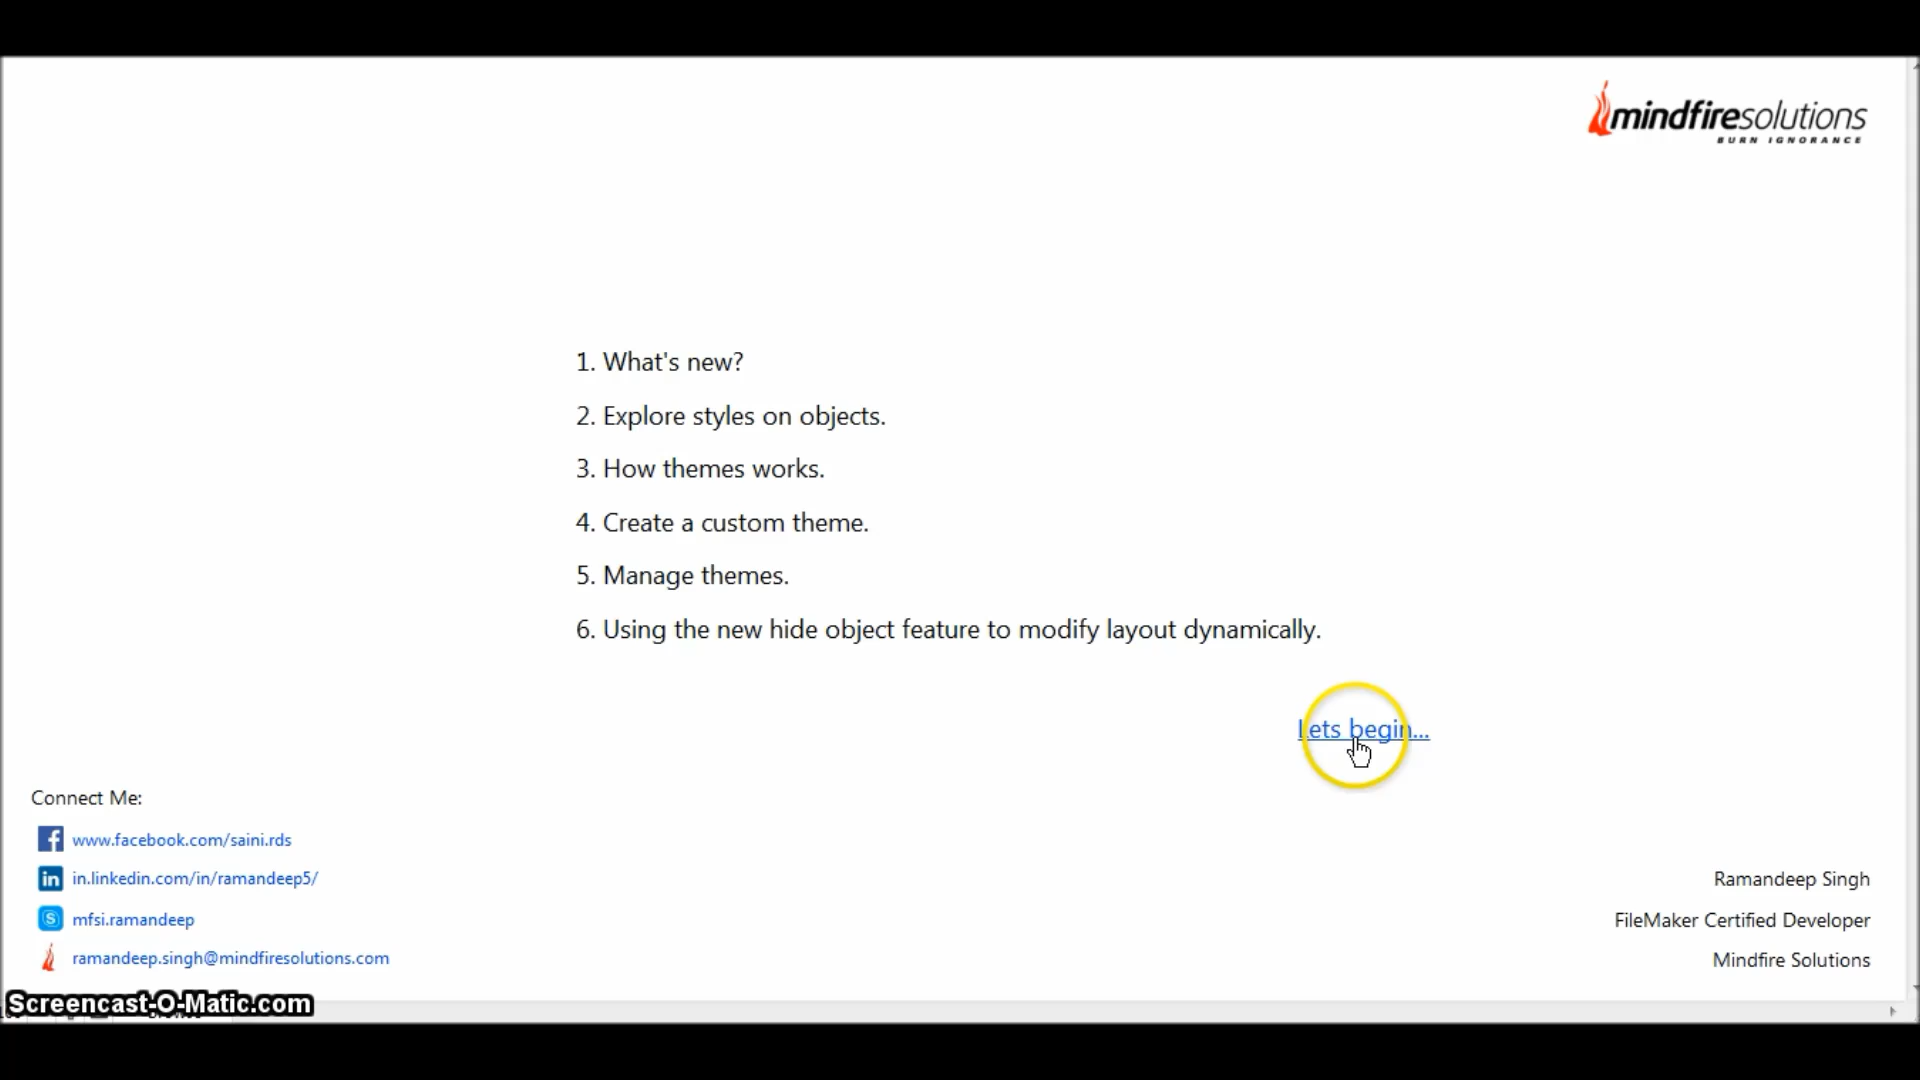 mindfiresolutions
BURN IGNORANCE
1. What's new?
2. Explore styles on objects.
3. How themes works.
4. Create a custom theme.
5. Manage themes.
6. Using the new hide object feature to modify layout dynamically.
Lets begin...
Connect Me:
www.facebook.com/saini.rds
in.linkedin.com/in/ramandeep5/
mfsi.ramandeep
ramandeep.singh@mindfiresolutions.com
Ramandeep Singh
FileMaker Certified Developer
Mindfire Solutions
Screencast-O-Matic.com